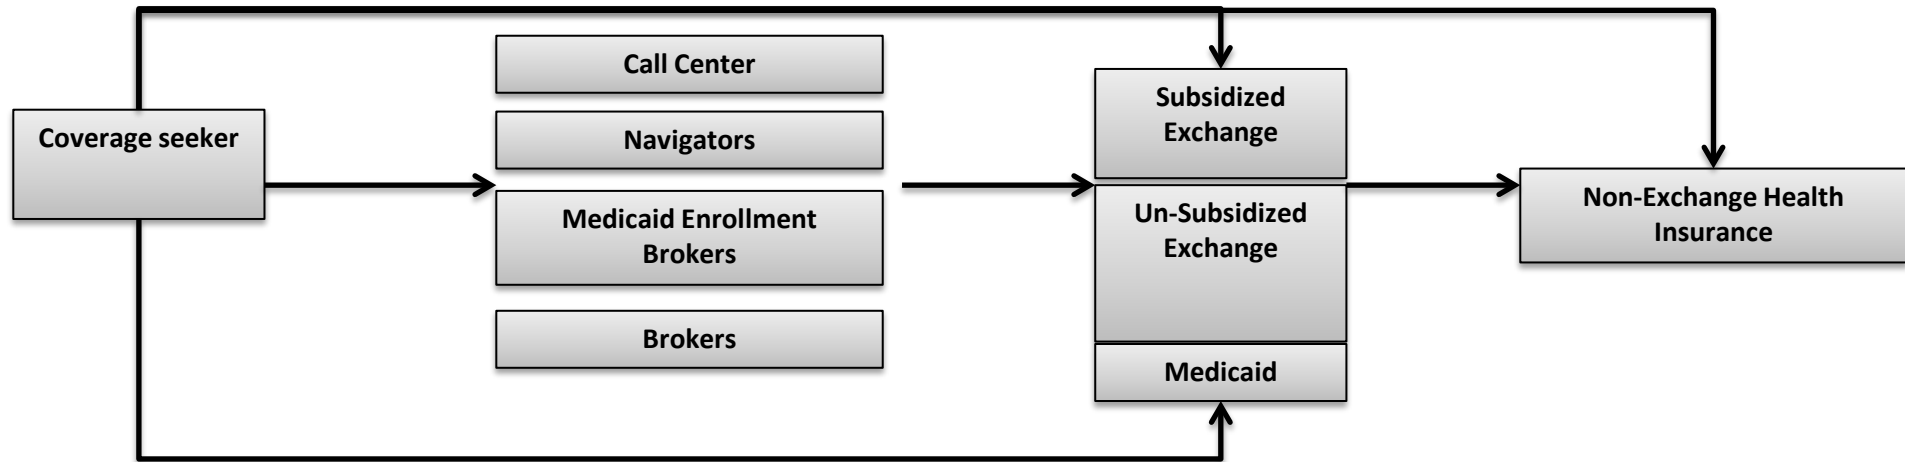 Coverage seeker
Call Center
Navigators
Medicaid Enrollment
Brokers
Brokers
Subsidized
Exchange
Un-Subsidized
Exchange
Medicaid
Non-Exchange Health
Insurance